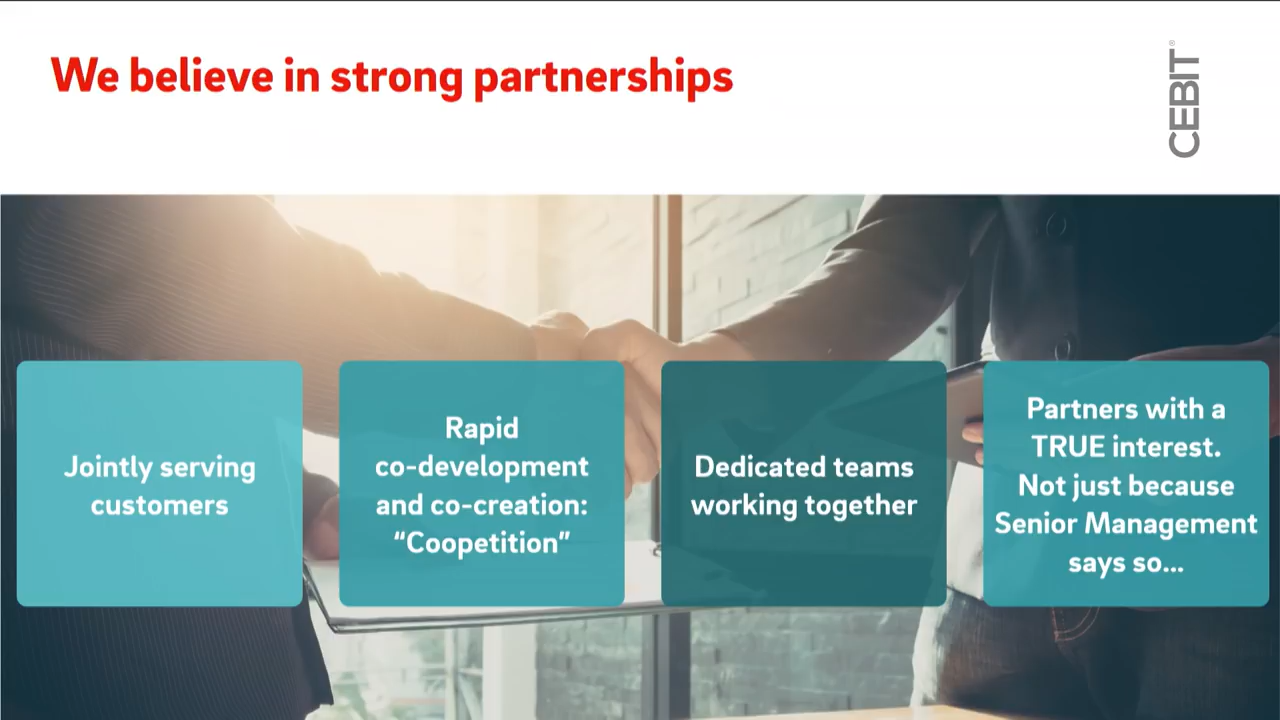 We believe in strong partnerships
CEBIT®
Jointly serving
customers
Rapid
co-development
and co-creation:
“Coopetition”
Dedicated teams
working together
Partners with a
TRUE interest.
Not just because
Senior Management
says so...